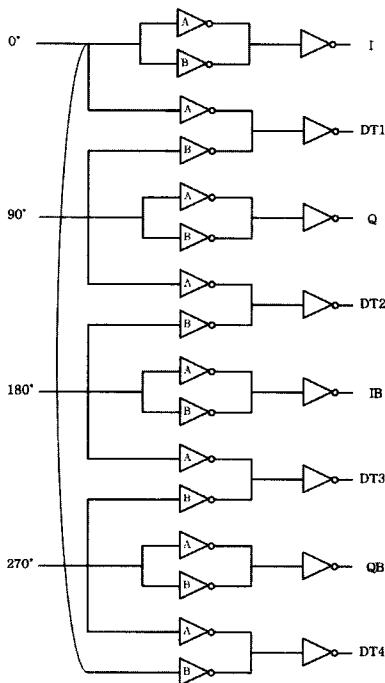 0° A B I
A B DT1
90° A B Q
A B DT2
180° A B IB
A B DT3
270° A B QB
A B DT4